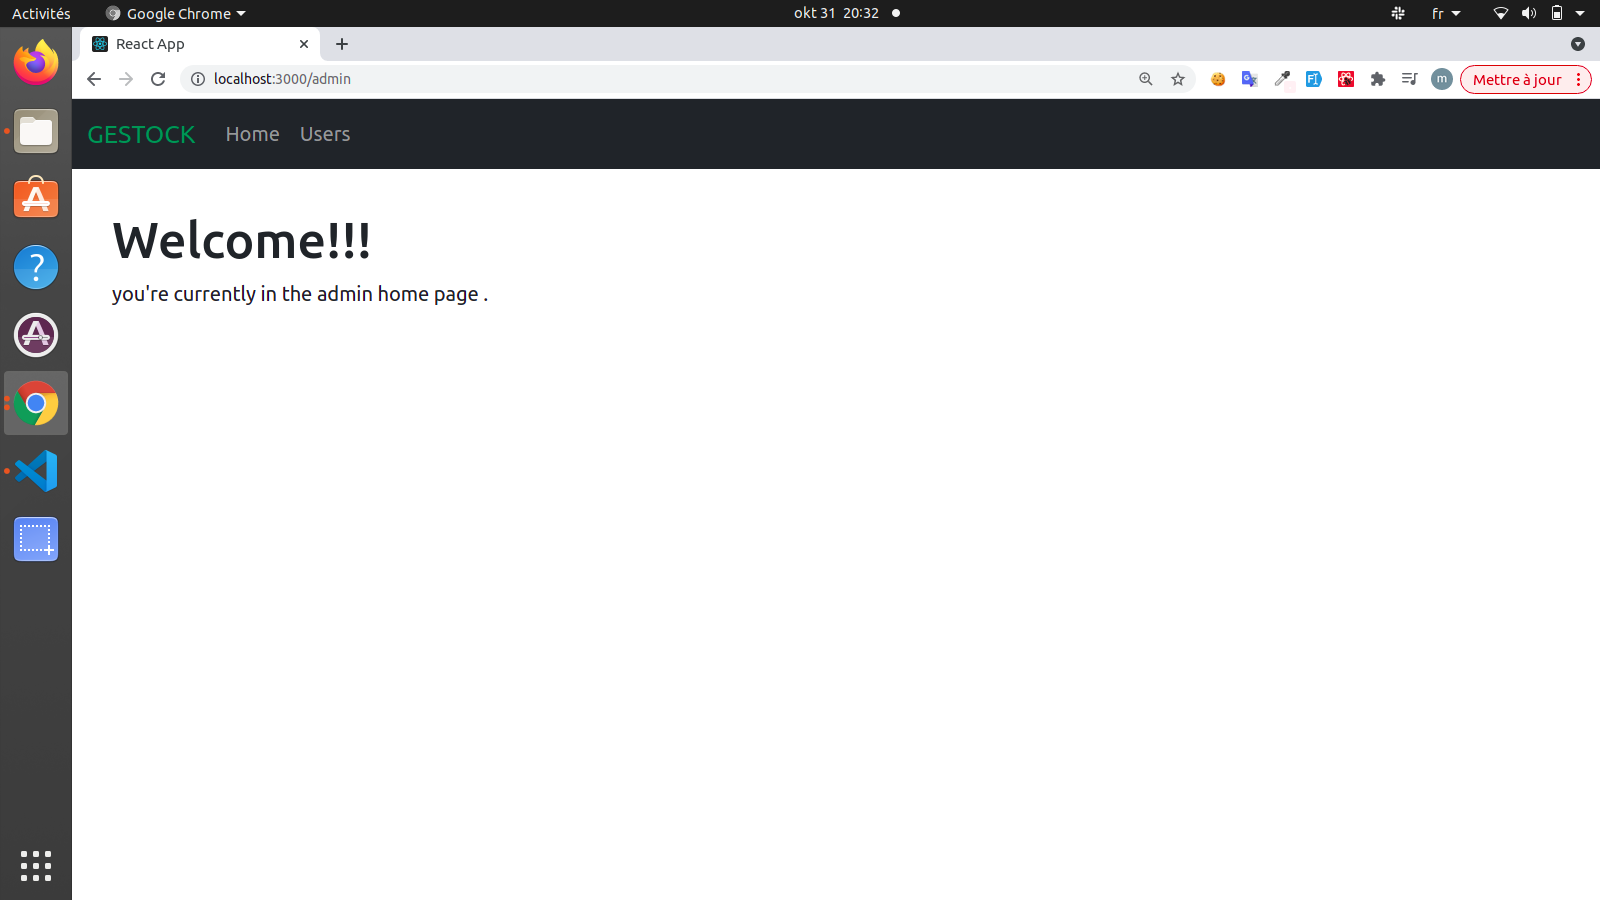 Activités
Google Chrome
okt 31 20:32
fr
React App
localhost:3000/admin
m
Mettre à jour
GESTOCK
Home
Users
Welcome!!!
you're currently in the admin home page .